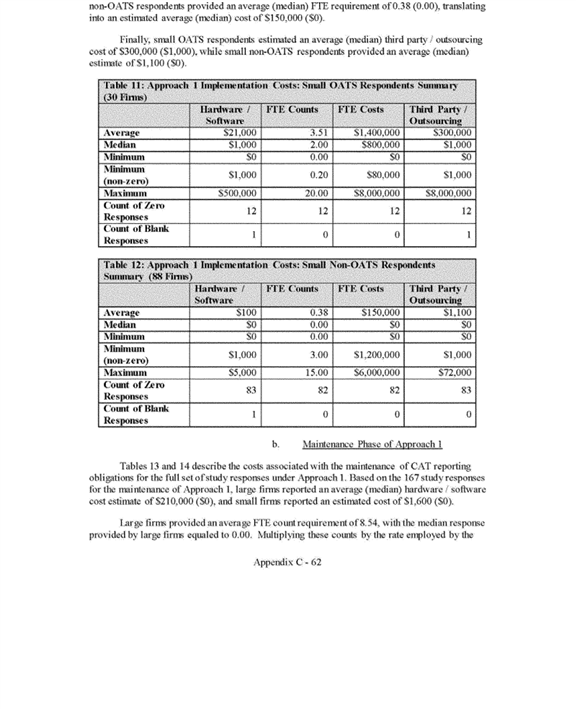 non-OATS respondents provided an average (median) FTE requirement of 0.38 (0.00), translating
into an estimated average (median) cost of $150,000 ($0).
Finally, small OATS respondents estimated an average (median) third party / outsourcing
cost of $300,000 ($1,000), while small non-OATS respondents provided an average (median)
estimate of $1,100 ($0).
Table 11: Approach 1 Implementation Costs: Small OATS Respondents Summary
(30 Firms)
Hardware / FTE Counts FTE Costs Third Party /
Software Outsourcing
Average $21,000 3.51 $1,400,000 $300,000
Median $1,000 2.00 $800,000 $1,000
Minimum $0 0.00 $0 $0
Minimum
(non-zero) $1,000 0.20 $80,000 $1,000
Maximum $500,000 20.00 $8,000,000 $8,000,000
Count of Zero
Responses 12 12 12 12
Count of Blank
Responses 1 0 0 1
Table 12: Approach 1 Implementation Costs: Small Non-OATS Respondents
Summary (88 Firms)
Hardware / FTE Counts FTE Costs Third Party /
Software Outsourcing
Average $100 0.38 $150,000 $1,100
Median $0 0.00 $0 $0
Minimum $0 0.00 $0 $0
Minimum
(non-zero) $1,000 3.00 $1,200,000 $1,000
Maximum $5,000 15.00 $6,000,000 $72,000
Count of Zero
Responses 83 82 82 83
Count of Blank
Responses 1 0 0 0
b. Maintenance Phase of Approach 1
Tables 13 and 14 describe the costs associated with the maintenance of CAT reporting
obligations for the full set of study responses under Approach 1. Based on the 167 study responses
for the maintenance of Approach 1, large firms reported an average (median) hardware / software
cost estimate of $210,000 ($0), and small firms reported an estimated cost of $1,600 ($0).
Large firms provided an average FTE count requirement of 8.54, with the median response
provided by large firms equaled to 0.00. Multiplying these counts by the rate employed by the
Appendix C - 62